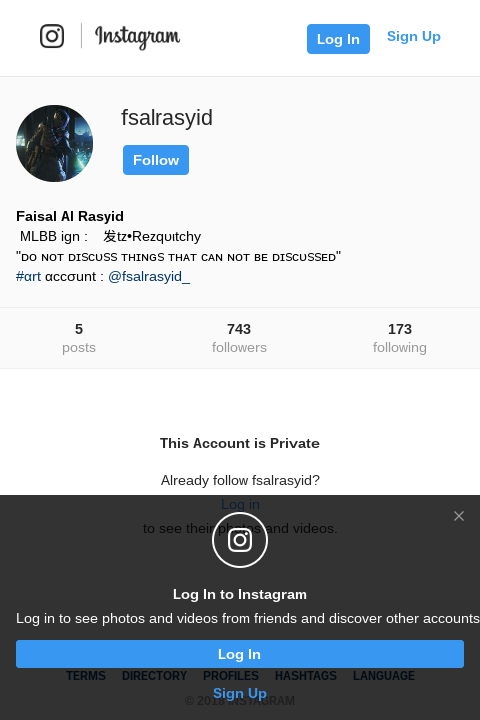 Instagram
Log In
Sign Up
fsalrasyid
Follow
Faisal Al Rasyid
MLBB ign : 发tz•Rezqυιtchy
"ᴅᴏ ɴᴏᴛ ᴅɪꜱᴄᴜꜱꜱ ᴛʜɪɴɢꜱ ᴛʜᴀᴛ ᴄᴀɴ ɴᴏᴛ ʙᴇ ᴅɪꜱᴄᴜꜱꜱᴇᴅ"
#αrt αccσunt : @fsalrasyid_
5 743 173
posts followers following
This Account is Private
Already follow fsalrasyid?
Log in
to see their photos and videos.
Log In to Instagram
Log in to see photos and videos from friends and discover other accounts
Log In
TERMS DIRECTORY PROFILES HASHTAGS LANGUAGE
Sign Up
© 2018 INSTAGRAM